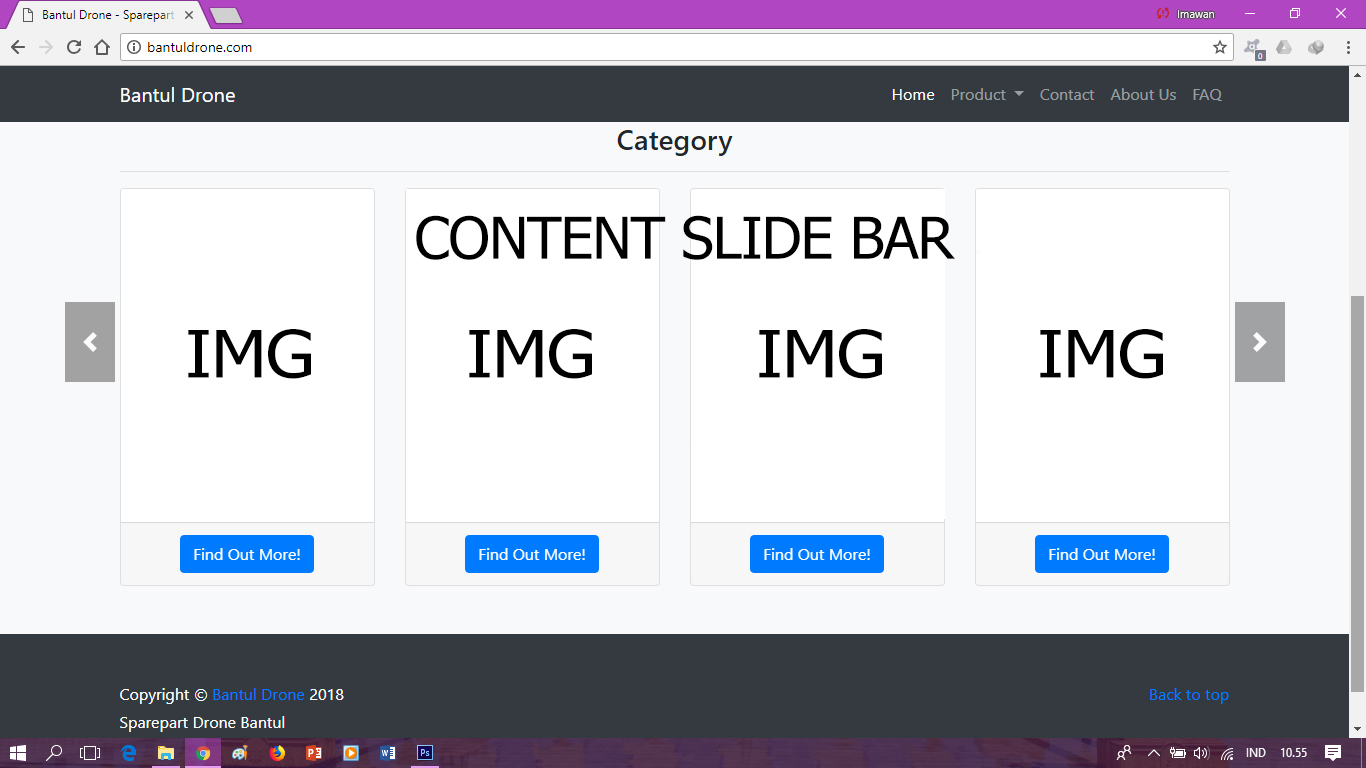 Bantul Drone - Sparepart
Imawan
bantuldrone.com
0
Bantul Drone
Home Product Contact About Us FAQ
Category
CONTENT SLIDE BAR
IMG IMG IMG IMG
Find Out More! Find Out More! Find Out More! Find Out More!
Copyright © Bantul Drone 2018 Back to top
Sparepart Drone Bantul
IND 10.55